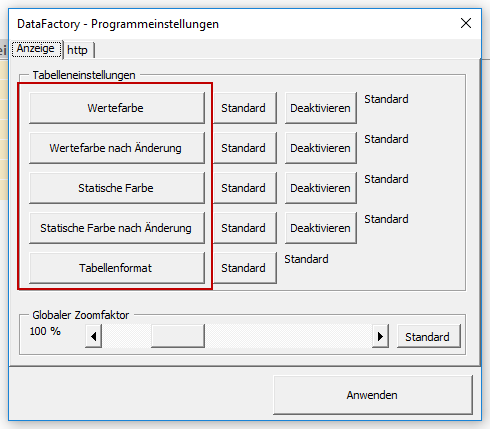 DataFactory - Programmeinstellungen
ei
Anzeige http
Tabelleneinstellungen
Wertefarbe Standard Deaktivieren Standard
Wertefarbe nach Änderung Standard Deaktivieren Standard
Statische Farbe Standard Deaktivieren Standard
Statische Farbe nach Änderung Standard Deaktivieren Standard
Tabellenformat Standard Standard
Globaler Zoomfaktor
100 % Standard
Anwenden